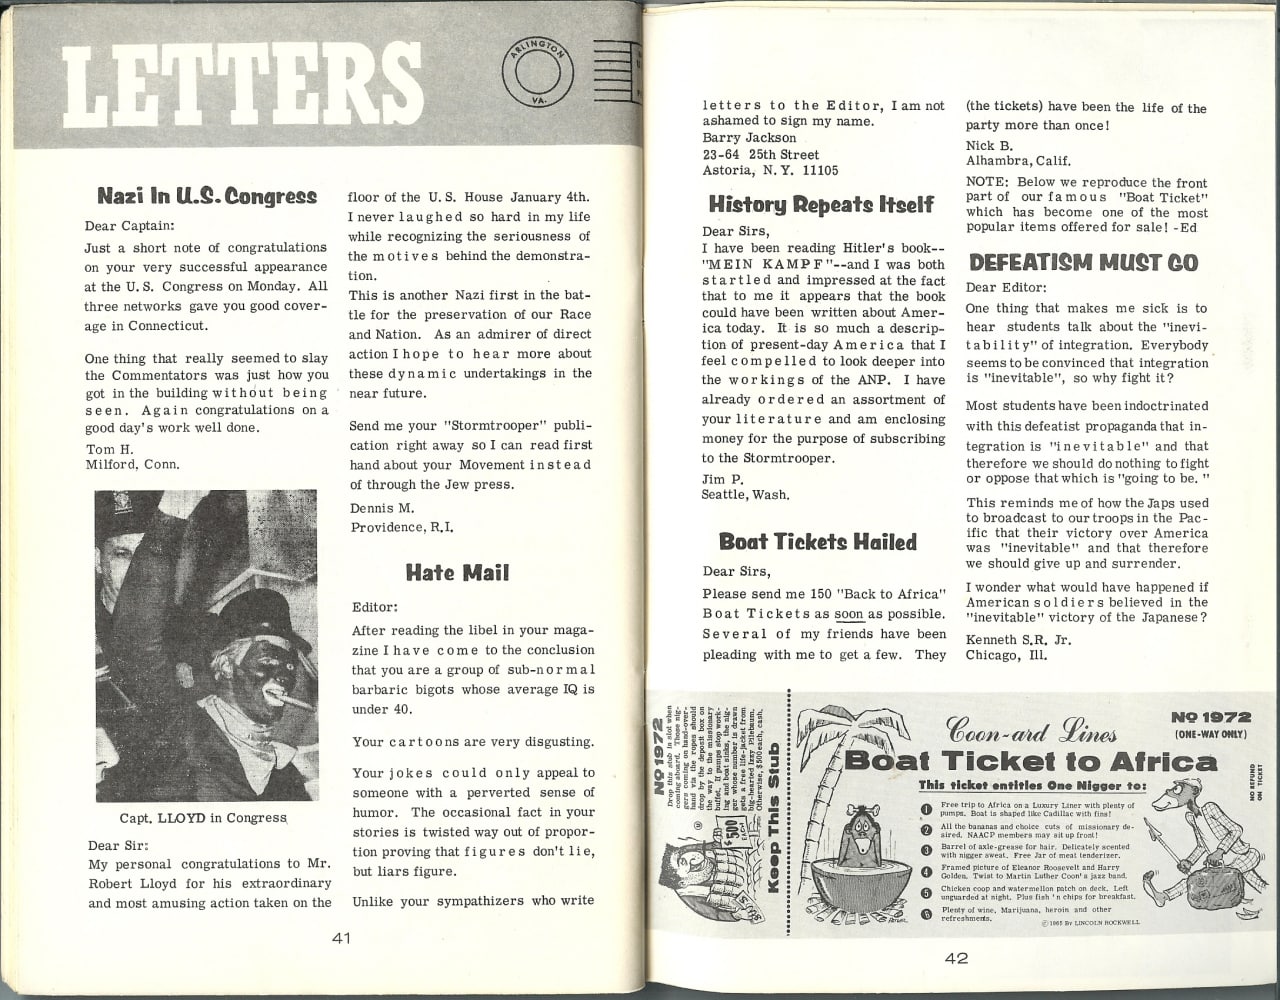 LETTERS
ARLINGTON
VA.
Nazi In U.S. Congress
Dear Captain:
Just a short note of congratulations
on your very successful appearance
at the U. S. Congress on Monday. All
three networks gave you good cover-
age in Connecticut.
One thing that really seemed to slay
the Commentators was just how you
got in the building without being
seen. Again congratulations on a
good day's work well done.
Tom H.
Milford, Conn.
Capt. LLOYD in Congress
Dear Sir:
My personal congratulations to Mr.
Robert Lloyd for his extraordinary
and most amusing action taken on the
floor of the U. S. House January 4th.
I never laughed so hard in my life
while recognizing the seriousness of
the motives behind the demonstra-
tion.
This is another Nazi first in the bat-
tle for the preservation of our Race
and Nation. As an admirer of direct
action I hope to hear more about
these dynamic undertakings in the
near future.
Send me your "Stormtrooper" publi-
cation right away so I can read first
hand about your Movement instead
of through the Jew press.
Dennis M.
Providence, R.I.
Hate Mail
Editor:
After reading the libel in your maga-
zine I have come to the conclusion
that you are a group of sub-normal
barbaric bigots whose average IQ is
under 40.
Your cartoons are very disgusting.
Your jokes could only appeal to
someone with a perverted sense of
humor. The occasional fact in your
stories is twisted way out of propor-
tion proving that figures don't lie,
but liars figure.
Unlike your sympathizers who write
41
letters to the Editor, I am not
ashamed to sign my name.
Barry Jackson
23-64 25th Street
Astoria, N. Y. 11105
History Repeats Itself
Dear Sirs,
I have been reading Hitler's book--
"MEIN KAMPF"--and I was both
startled and impressed at the fact
that to me it appears that the book
could have been written about Amer-
ica today. It is so much a descrip-
tion of present-day America that I
feel compelled to look deeper into
the workings of the ANP. I have
already ordered an assortment of
your literature and am enclosing
money for the purpose of subscribing
to the Stormtrooper.
Jim P.
Seattle, Wash.
Boat Tickets Hailed
Dear Sirs,
Please send me 150 "Back to Africa"
Boat Tickets as soon as possible.
Several of my friends have been
pleading with me to get a few. They
(the tickets) have been the life of the
party more than once!
Nick B.
Alhambra, Calif.
NOTE: Below we reproduce the front
part of our famous "Boat Ticket"
which has become one of the most
popular items offered for sale! -Ed
DEFEATISM MUST GO
Dear Editor:
One thing that makes me sick is to
hear students talk about the "inevi-
tability" of integration. Everybody
seems to be convinced that integration
is "inevitable", so why fight it?
Most students have been indoctrinated
with this defeatist propaganda that in-
tegration is "inevitable" and that
therefore we should do nothing to fight
or oppose that which is "going to be. "
This reminds me of how the Japs used
to broadcast to our troops in the Pac-
ific that their victory over America
was "inevitable" and that therefore
we should give up and surrender.
I wonder what would have happened if
American soldiers believed in the
"inevitable" victory of the Japanese?
Kenneth S.R. Jr.
Chicago, Ill.
No 1972
Drop this stub in slot when
coming aboard. Those nig-
gers coming on hand-over-
hand via the ropes should
drop by the deposit box on
the way to the missionary
buffet. If pumps stop work-
ing and boat sinks, the nig-
ger whose number is drawn
gets a free life-jacket from
big-hearted Izzy Pilebaum.
Otherwise, $500 each, cash.
Keep This Stub
$500
EACH
Coon-ard Lines
No 1972
(ONE-WAY ONLY)
Boat Ticket to Africa
This ticket entitles One Nigger to:
1 Free trip to Africa on a Luxury Liner with plenty of
pumps. Boat is shaped like Cadillac with fins!
2 All the bananas and choice cuts of missionary de-
sired. NAACP members may sit up front!
3 Barrel of axle-grease for hair. Delicately scented
with nigger sweat. Free Jar of meat tenderizer.
4 Framed picture of Eleanor Roosevelt and Harry
Golden. Twist to Martin Luther Coon's jazz band.
5 Chicken coop and watermellon patch on deck. Left
unguarded at night. Plus fish 'n chips for breakfast.
6 Plenty of wine, Marijuana, heroin and other
refreshments.
© 1965 BY LINCOLN ROCKWELL
NO REFUND
ON TICKET
42